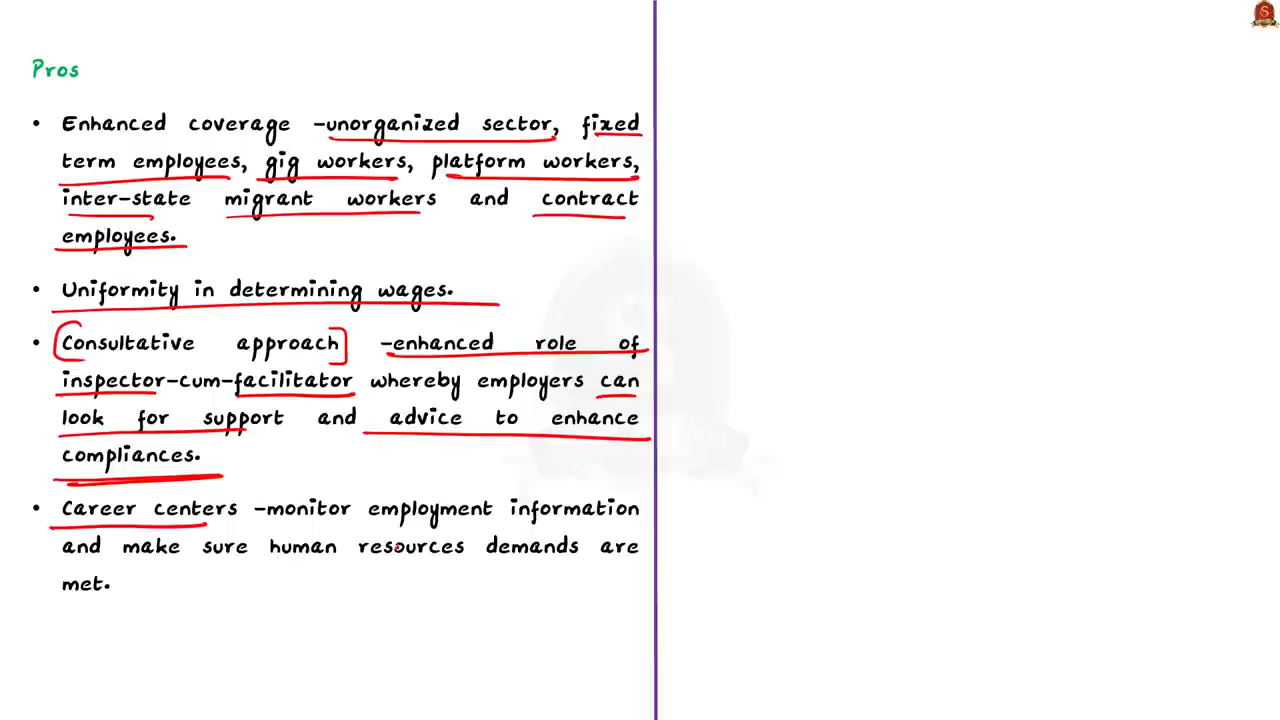 Pros
• Enhanced coverage -unorganized sector, fixed
term employees, gig workers, platform workers,
inter-state migrant workers and contract
employees.
• Uniformity in determining wages.
• Consultative approach -enhanced role of
inspector-cum-facilitator whereby employers can
look for support and advice to enhance
compliances.
• Career centers -monitor employment information
and make sure human resources demands are
met.